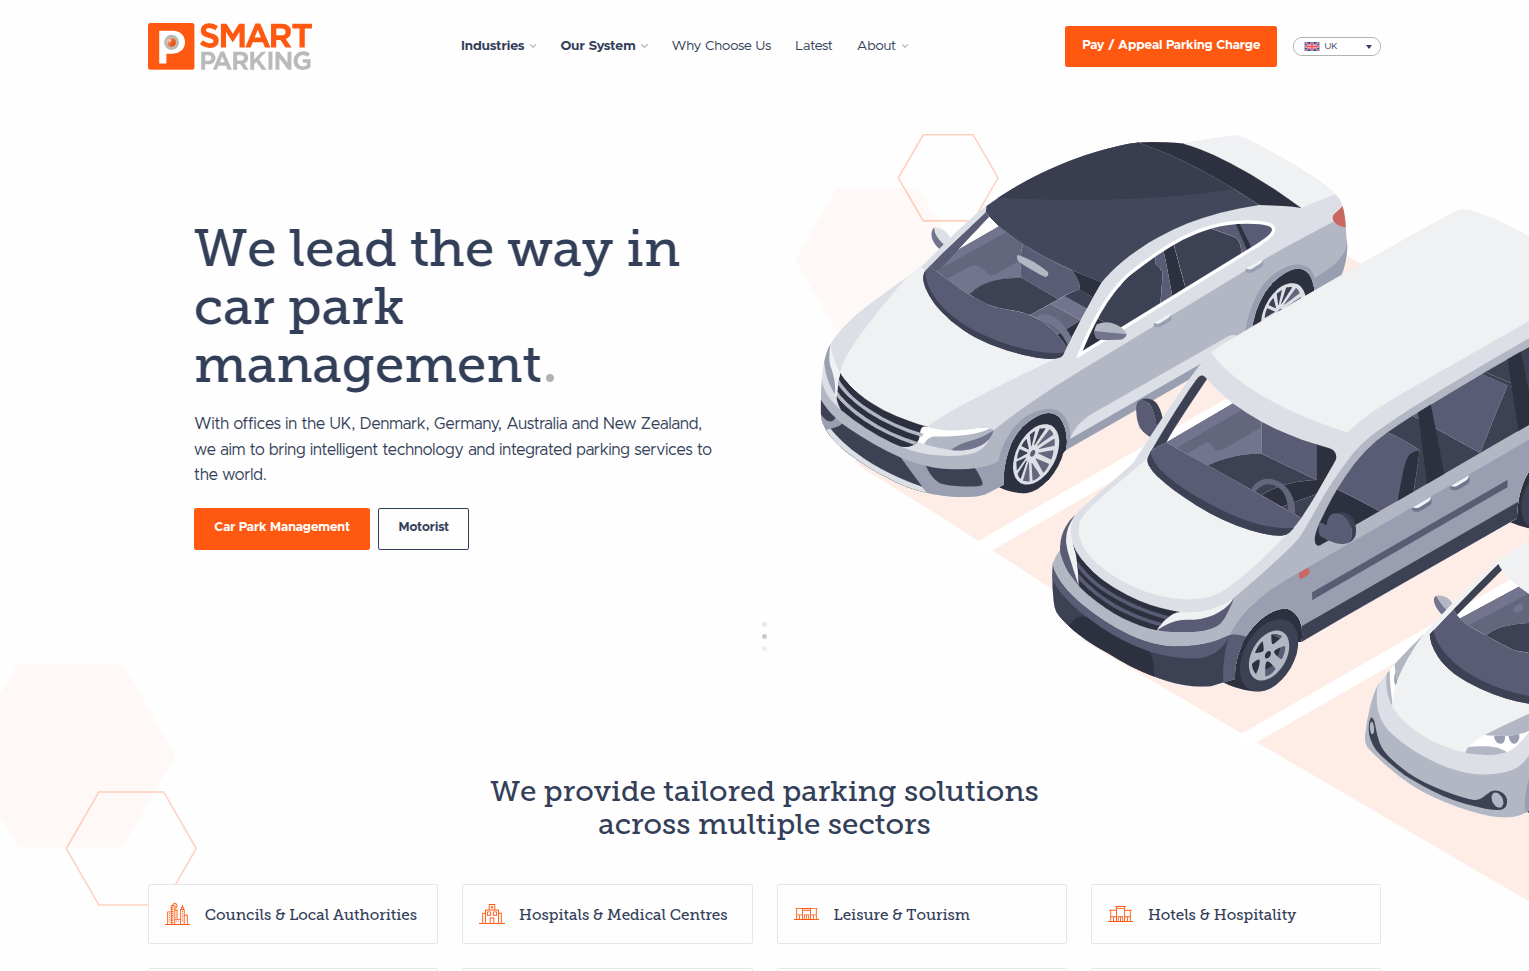 SMART
PARKING
Industries
Our System
Why Choose Us
Latest
About
Pay / Appeal Parking Charge
UK
We lead the way in
car park
management.
With offices in the UK, Denmark, Germany, Australia and New Zealand,
we aim to bring intelligent technology and integrated parking services to
the world.
Car Park Management
Motorist
We provide tailored parking solutions
across multiple sectors
Councils & Local Authorities
Hospitals & Medical Centres
Leisure & Tourism
Hotels & Hospitality